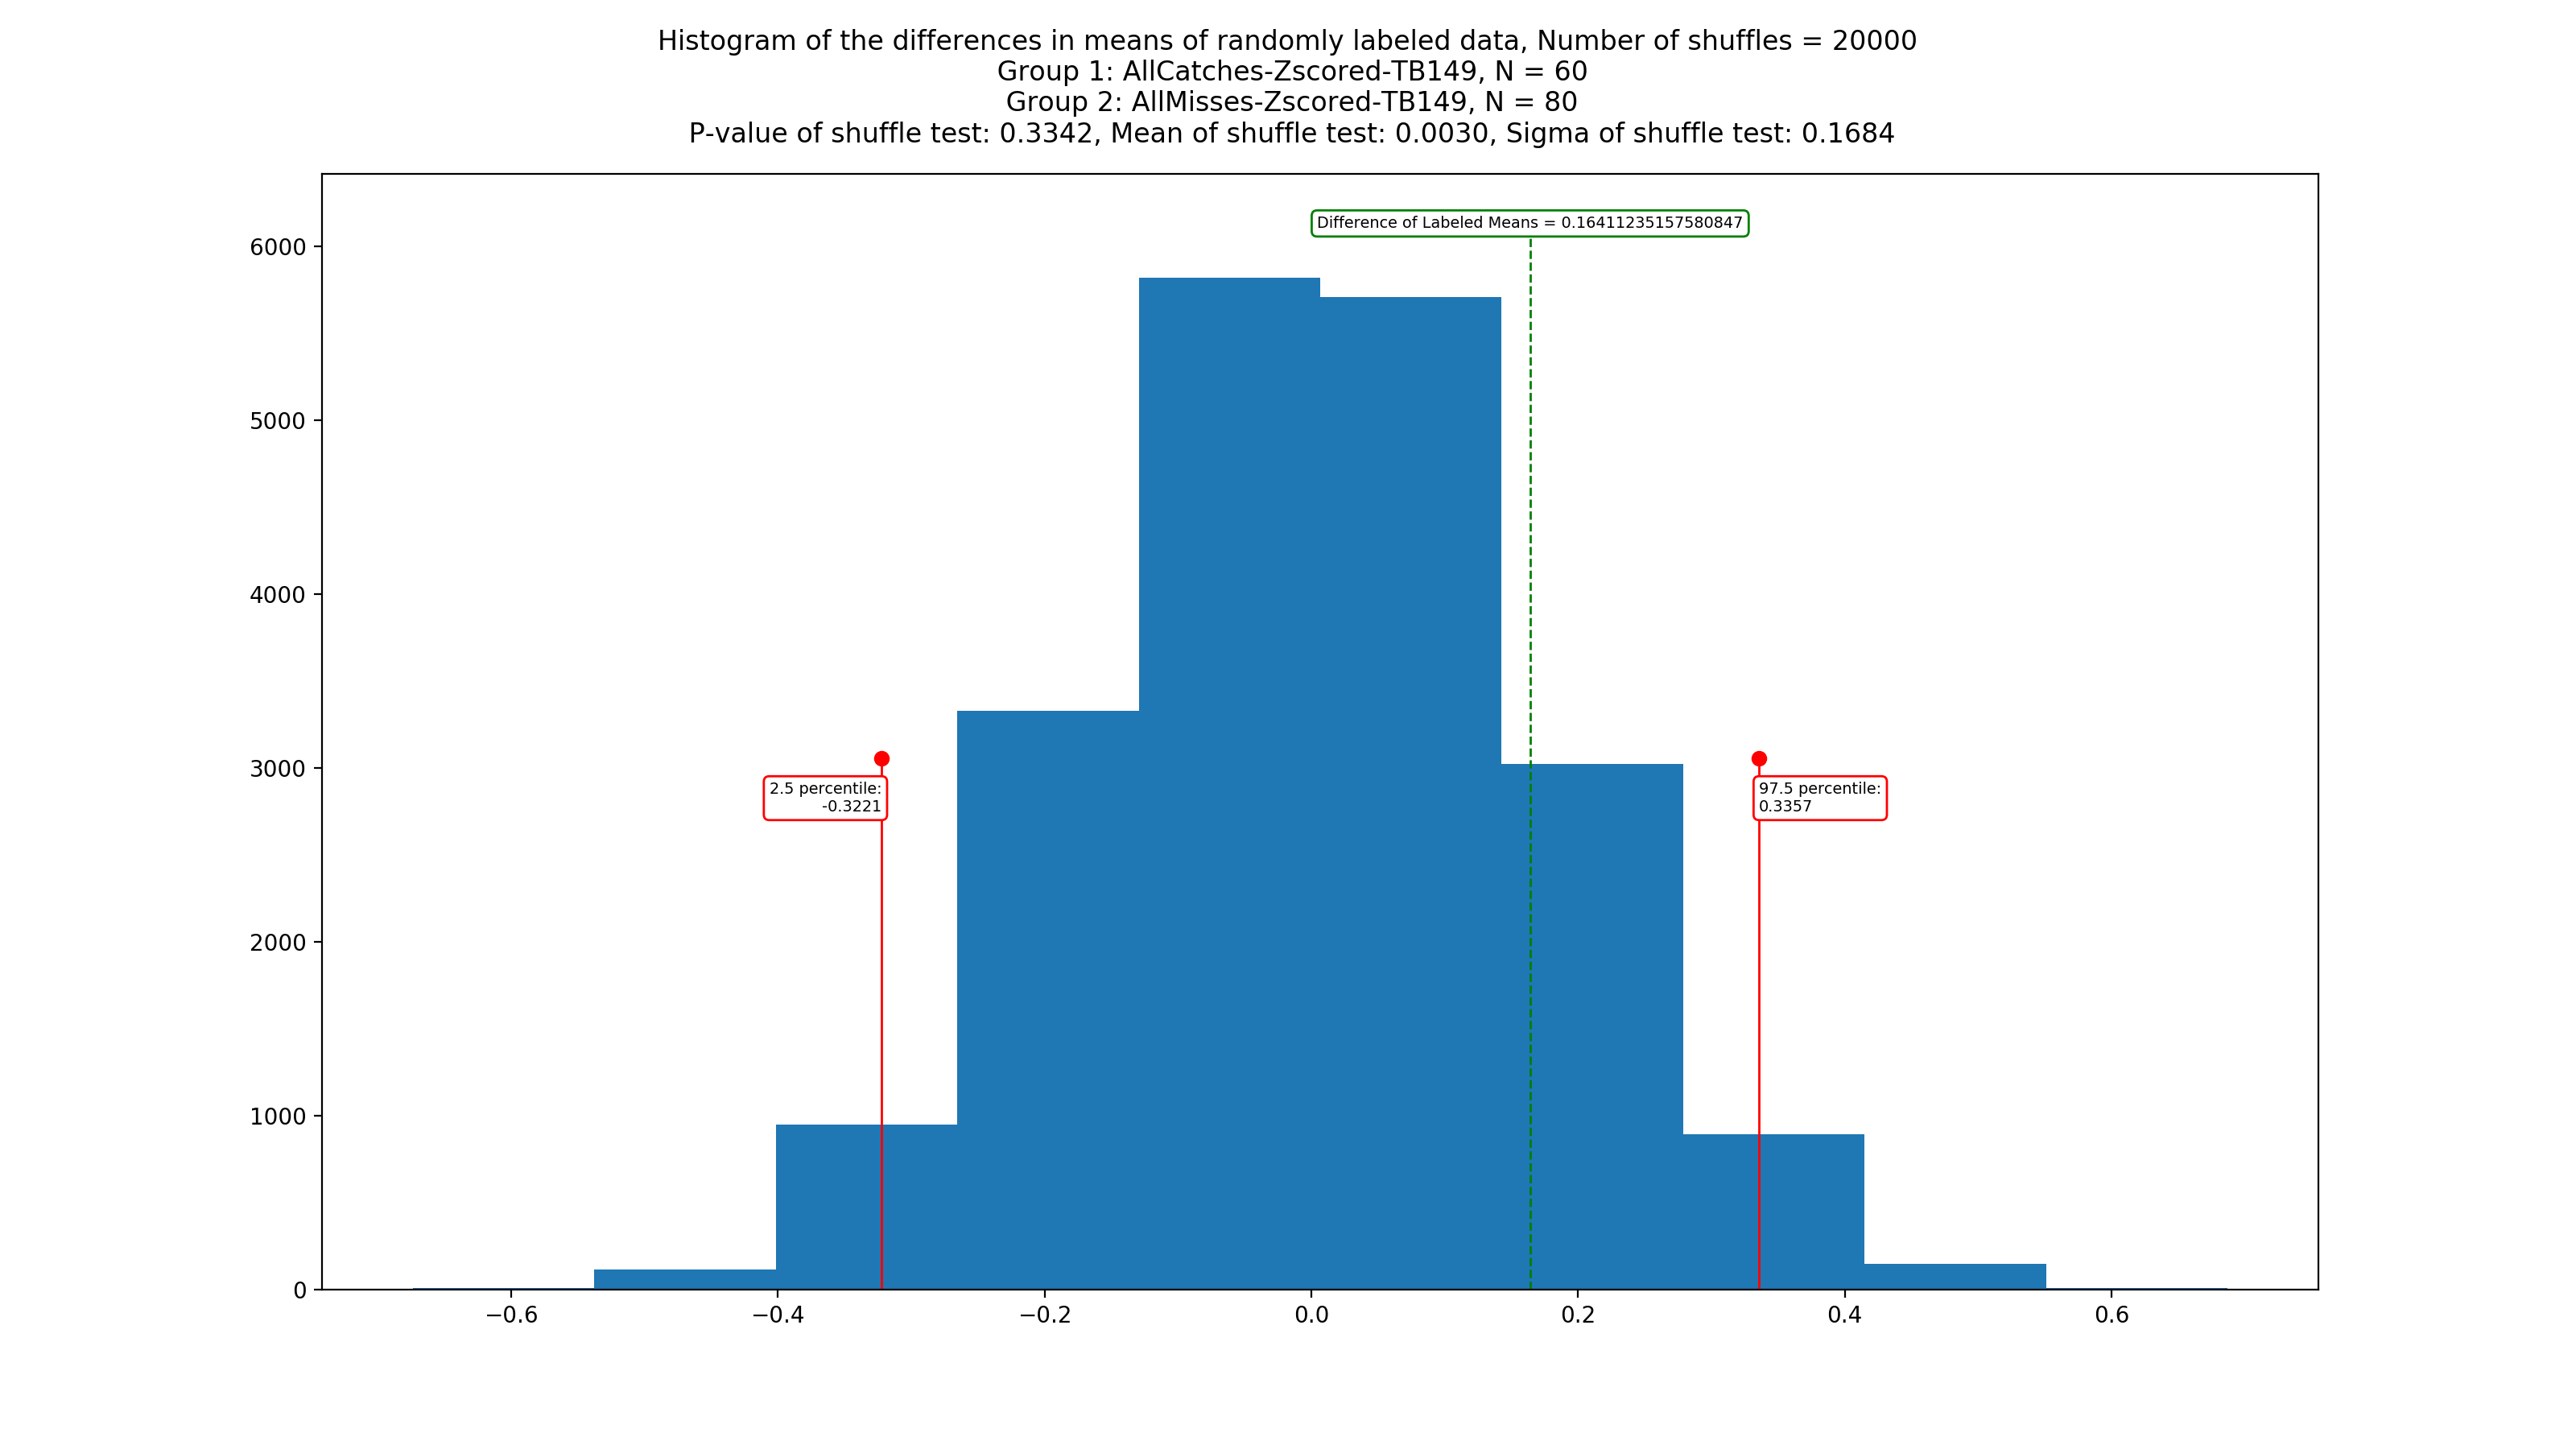 Histogram of the differences in means of randomly labeled data, Number of shuffles = 20000
Group 1: AllCatches-Zscored-TB149, N = 60
Group 2: AllMisses-Zscored-TB149, N = 80
P-value of shuffle test: 0.3342, Mean of shuffle test: 0.0030, Sigma of shuffle test: 0.1684
Difference of Labeled Means = 0.16411235157580847
6000
5000
4000
3000
2.5 percentile:
-0.3221
97.5 percentile:
0.3357
2000
1000
0
−0.6
−0.4
−0.2
0.0
0.2
0.4
0.6